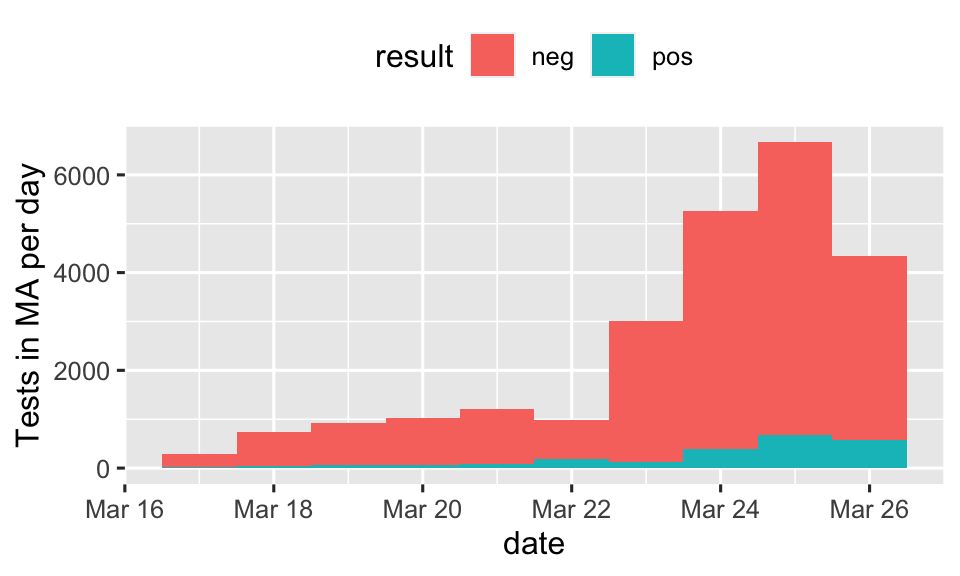 result neg pos
Tests in MA per day
6000
4000
2000
0
Mar 16 Mar 18 Mar 20 Mar 22 Mar 24 Mar 26
date